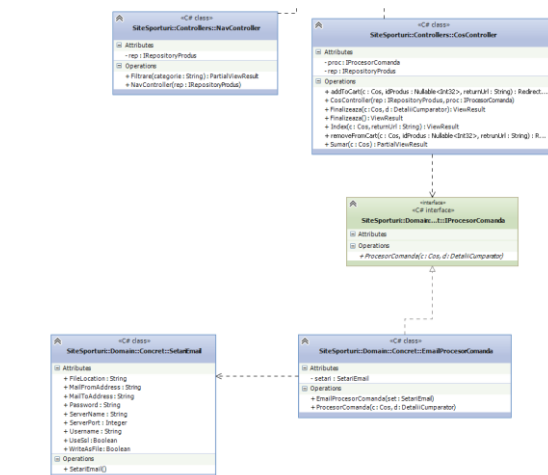 «C# class»
SiteSporturi::Controllers::NavController
Attributes
- rep : IRepositoryProdus
Operations
+ Filtrare(categorie : String) : PartialViewResult
+ NavController(rep : IRepositoryProdus)
«C# class»
SiteSporturi::Controllers::CosController
Attributes
- proc : IProcesorComanda
- rep : IRepositoryProdus
Operations
+ addToCart(c : Cos, idProdus : Nullable<Int32>, returnUrl : String) : Redirect...
+ CosController(rep : IRepositoryProdus, proc : IProcesorComanda)
+ Finalizeaza(c : Cos, d : DetaliiCumparator) : ViewResult
+ Finalizeaza() : ViewResult
+ Index(c : Cos, returnUrl : String) : ViewResult
+ removeFromCart(c : Cos, idProdus : Nullable<Int32>, retrunUrl : String) : R...
+ Sumar(c : Cos) : PartialViewResult
«interface»
«C# interface»
SiteSporturi::Domain:...t::IProcesorComanda
Attributes
Operations
+ ProcesorComanda(c : Cos, d : DetaliiCumparator)
«C# class»
SiteSporturi::Domain::Concret::SetariEmail
Attributes
+ FileLocation : String
+ MailFromAddress : String
+ MailToAddress : String
+ Password : String
+ ServerName : String
+ ServerPort : Integer
+ Username : String
+ UseSsl : Boolean
+ WriteAsFile : Boolean
Operations
+ SetariEmail()
«C# class»
SiteSporturi::Domain::Concret::EmailProcesorComanda
Attributes
- setari : SetariEmail
Operations
+ EmailProcesorComanda(set : SetariEmail)
+ ProcesorComanda(c : Cos, d : DetaliiCumparator)